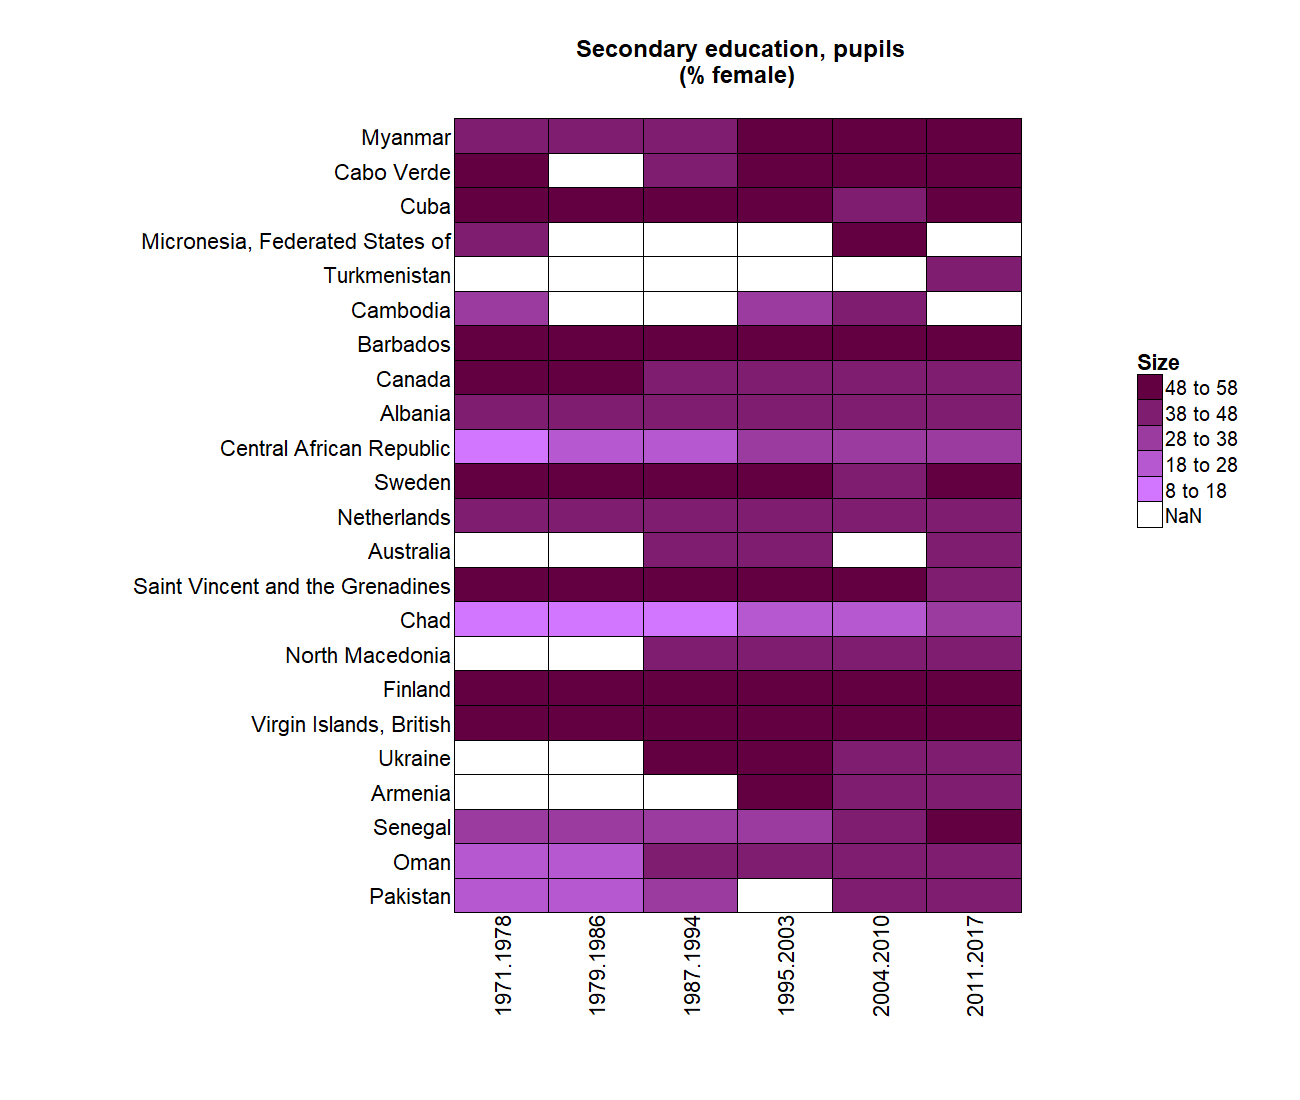 Secondary education, pupils
(% female)
Myanmar
Cabo Verde
Cuba
Micronesia, Federated States of
Turkmenistan
Cambodia
Barbados
Canada
Albania
Central African Republic
Sweden
Netherlands
Australia
Saint Vincent and the Grenadines
Chad
North Macedonia
Finland
Virgin Islands, British
Ukraine
Armenia
Senegal
Oman
Pakistan
1971.1978
1979.1986
1987.1994
1995.2003
2004.2010
2011.2017
Size
48 to 58
38 to 48
28 to 38
18 to 28
8 to 18
NaN